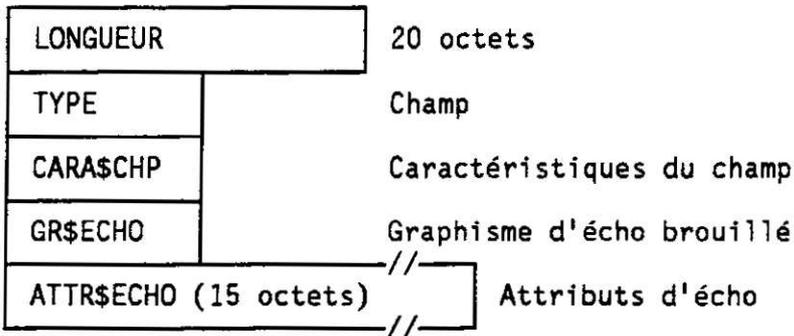 LONGUEUR 20 octets
TYPE Champ
CARA$CHP Caractéristiques du champ
GR$ECHO Graphisme d'écho brouillé
ATTR$ECHO (15 octets) Attributs d'écho